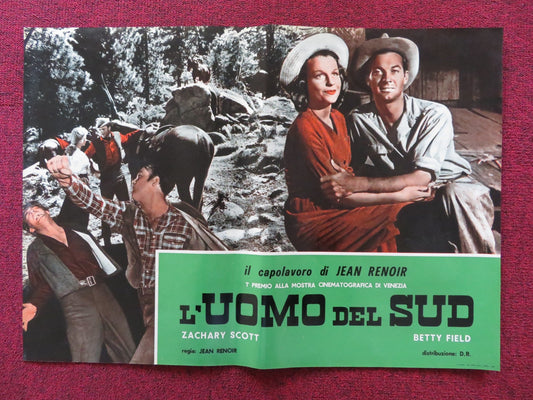 il capolavoro di JEAN RENOIR
1° PREMIO ALLA MOSTRA CINEMATOGRAFICA DI VENEZIA
L'UOMO DEL SUD
ZACHARY SCOTT BETTY FIELD
regia: JEAN RENOIR distribuzione: D.R.